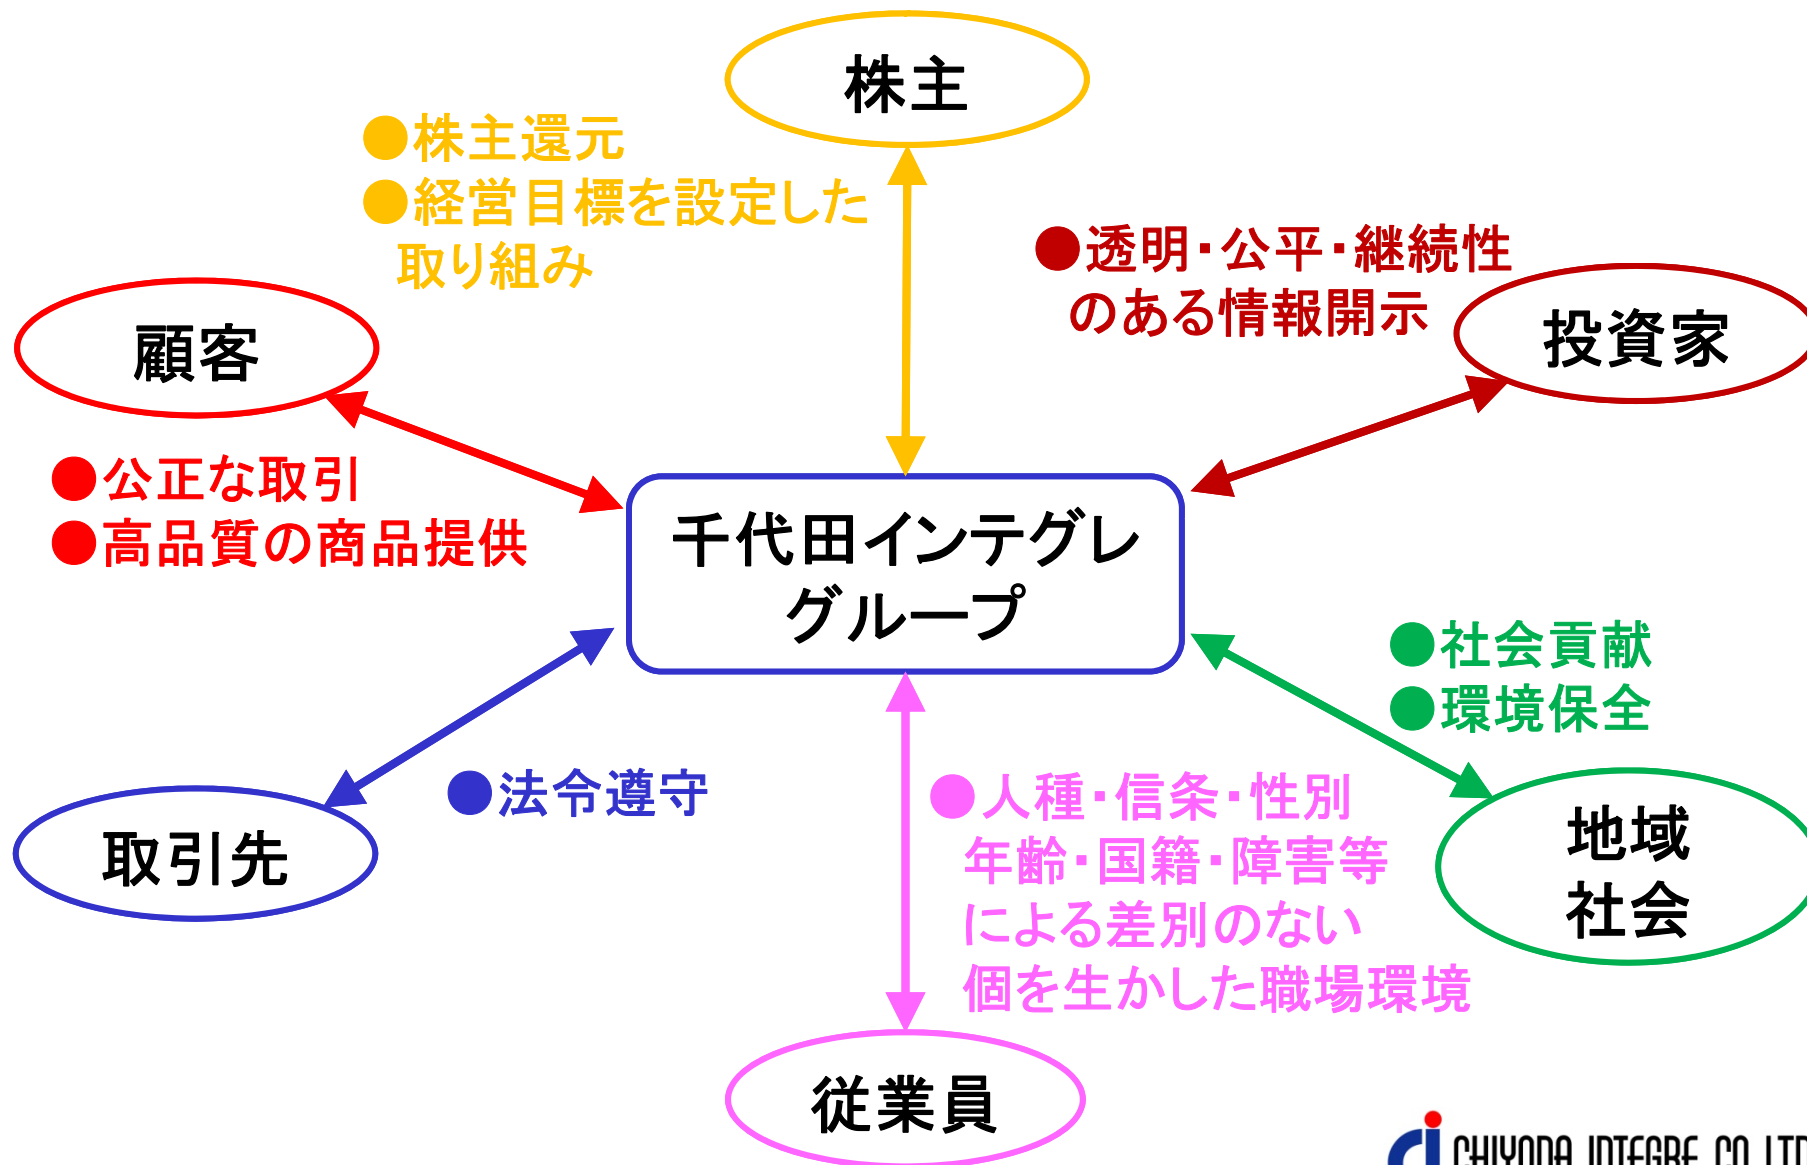 株主
●株主還元
●経営目標を設定した
取り組み
●透明・公平・継続性
のある情報開示
投資家
顧客
●公正な取引
●高品質の商品提供
千代田インテグレ
グループ
●社会貢献
●環境保全
地域
社会
取引先
●法令遵守
●人種・信条・性別
年齢・国籍・障害等
による差別のない
個を生かした職場環境
従業員
CHIYODA INTEGRE CO LTD